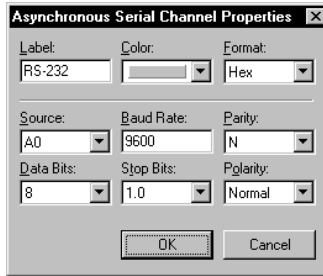 Asynchronous Serial Channel Properties
Label: Color: Format:
RS-232 Hex
Source: Baud Rate: Parity:
A0 9600 N
Data Bits: Stop Bits: Polarity:
8 1.0 Normal
OK Cancel